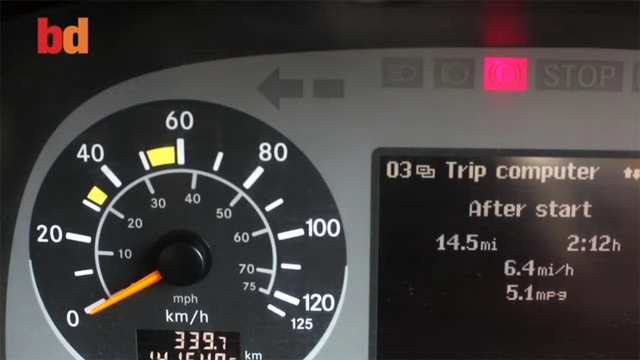 bd
STOP
60
40
80
20
100
0
120
125
10
20
30
40
50
60
70
75
mph
km/h
339.7
km
03 Trip computer
After start
14.5mi 2:12h
6.4mi/h
5.1mpg